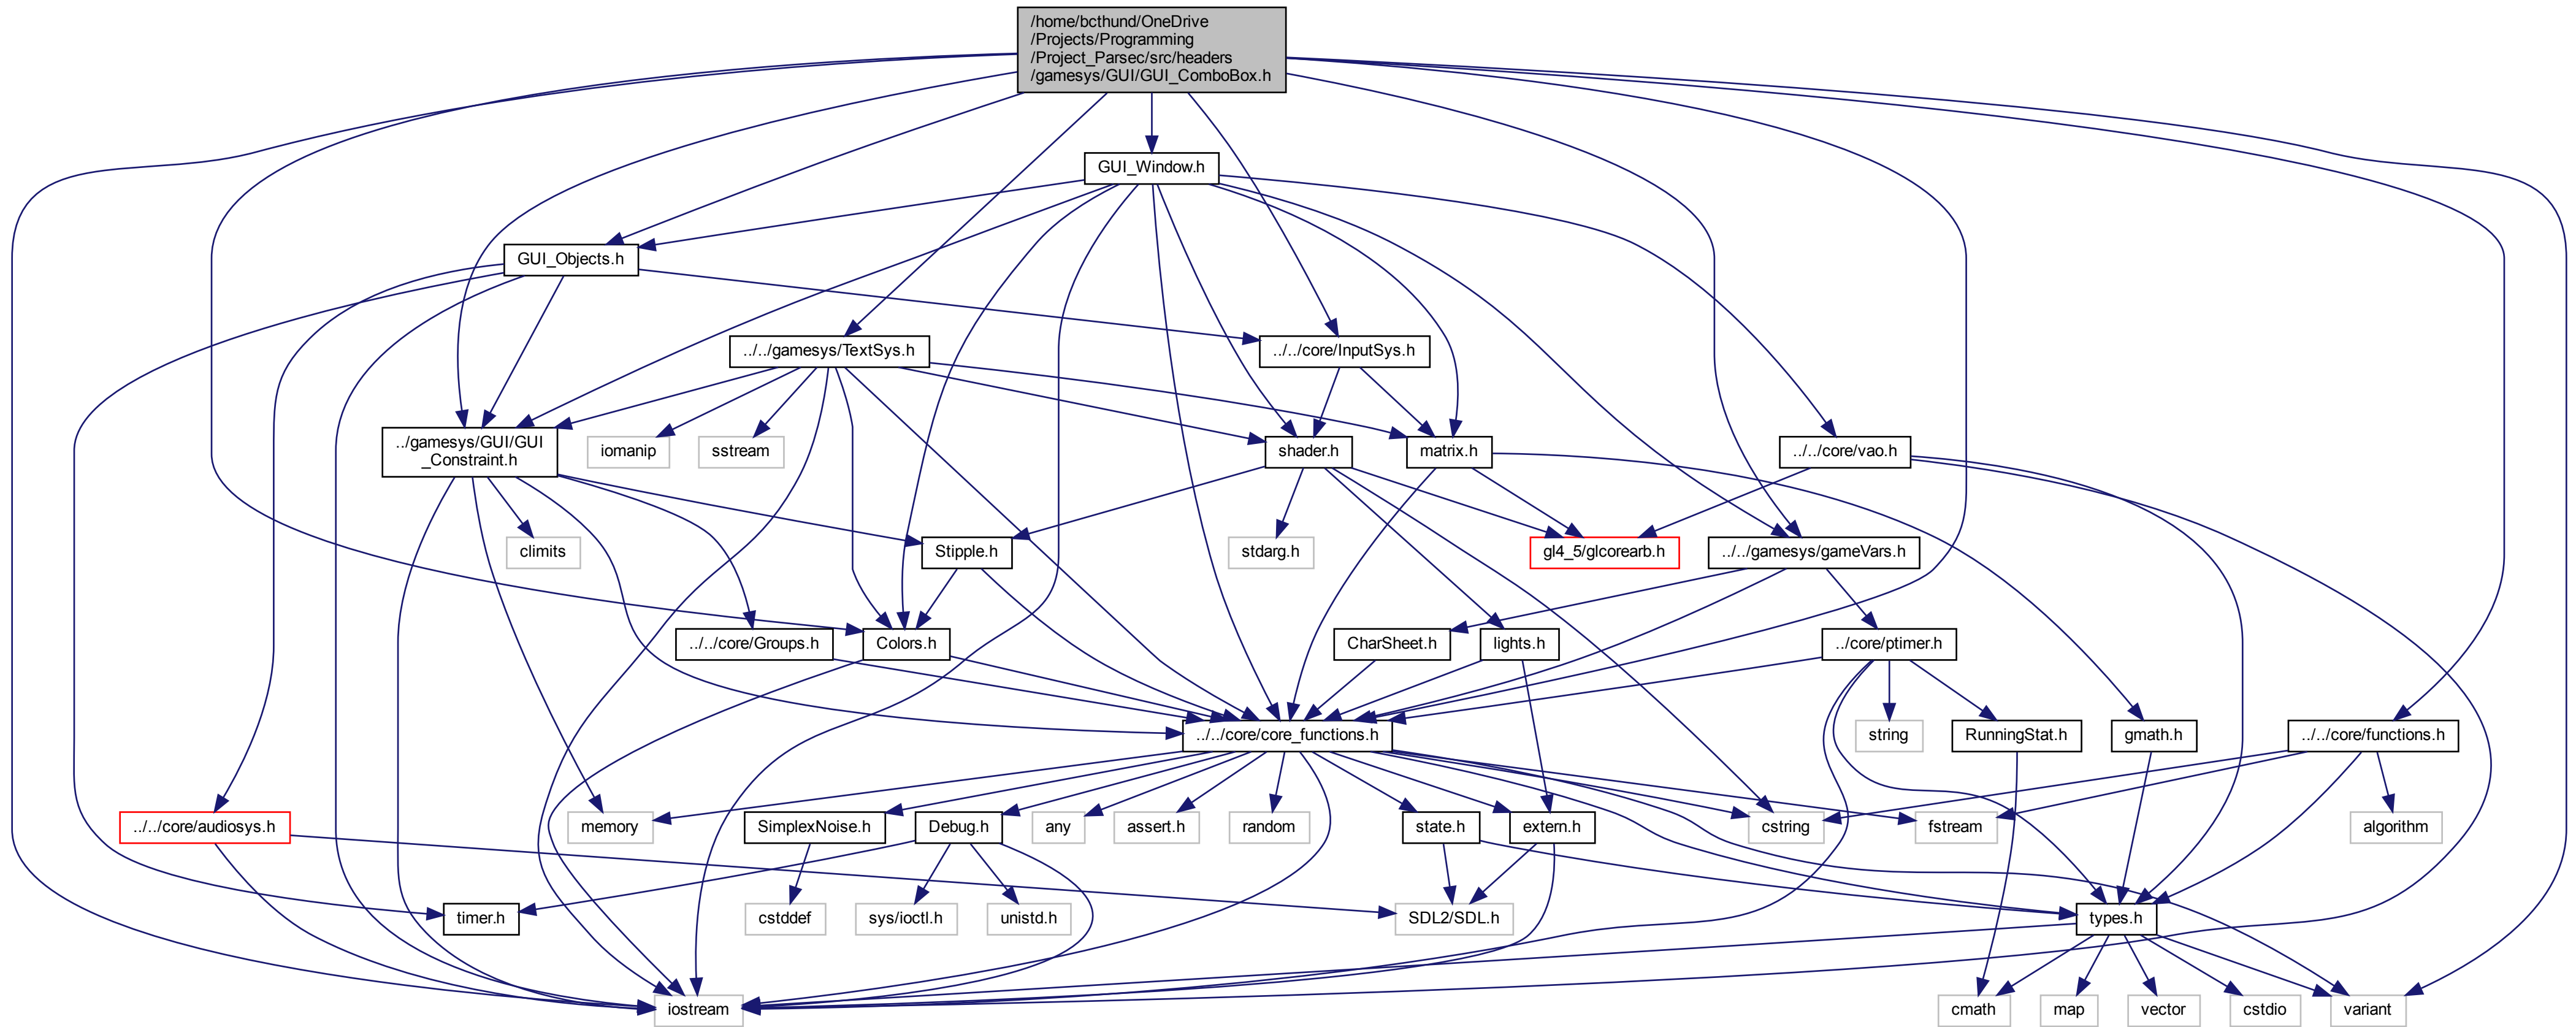 /home/bcthund/OneDrive
/Projects/Programming
/Project_Parsec/src/headers
/gamesys/GUI/GUI_ComboBox.h
GUI_Window.h
GUI_Objects.h
../../gamesys/TextSys.h
../../core/InputSys.h
../gamesys/GUI/GUI
_Constraint.h
iomanip
sstream
shader.h
matrix.h
../../core/vao.h
climits
Stipple.h
stdarg.h
gl4_5/glcorearb.h
../../gamesys/gameVars.h
../../core/Groups.h
Colors.h
CharSheet.h
lights.h
../core/ptimer.h
../../core/core_functions.h
string
RunningStat.h
gmath.h
../../core/functions.h
../../core/audiosys.h
memory
SimplexNoise.h
Debug.h
any
assert.h
random
state.h
extern.h
cstring
fstream
algorithm
timer.h
cstddef
sys/ioctl.h
unistd.h
SDL2/SDL.h
types.h
iostream
cmath
map
vector
cstdio
variant